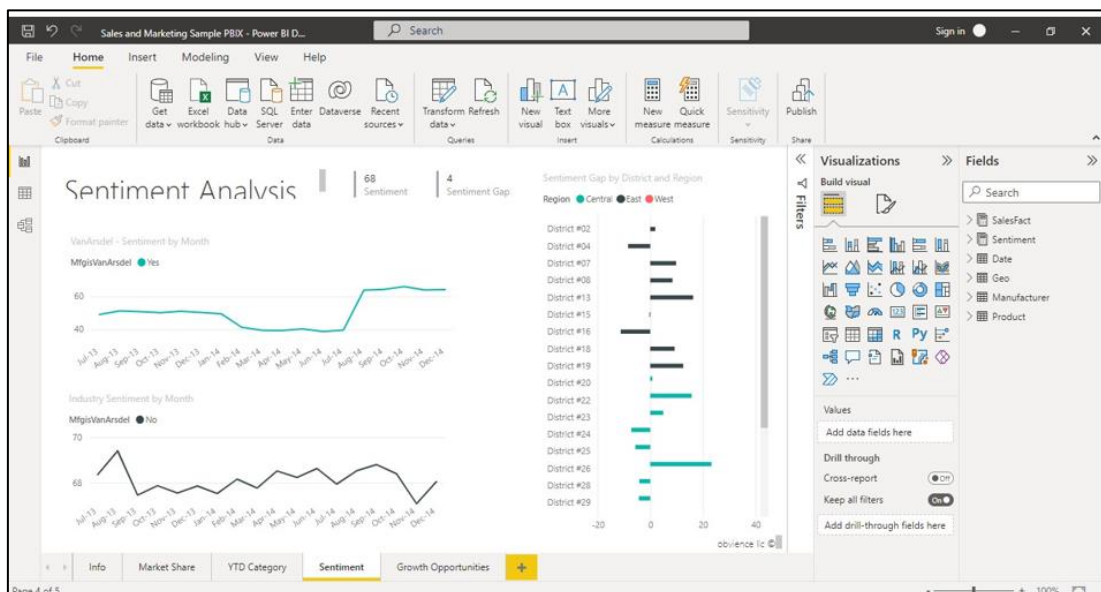 Sales and Marketing Sample PBIX - Power BI D...
Search
Sign in
File Home Insert Modeling View Help
Paste
Cut
Copy
Format painter
Get data
Excel workbook
Data hub
SQL Server
Enter data
Dataverse
Recent sources
Transform data
Refresh
New visual
Text box
More visuals
New measure
Quick measure
Sensitivity
Publish
Clipboard
Data
Queries
Insert
Calculations
Sensitivity
Share
Sentiment Analysis
68
Sentiment
4
Sentiment Gap
VanArsdel - Sentiment by Month
MfgisVanArsdel Yes
60
40
Jul-13 Aug-13 Sep-13 Oct-13 Nov-13 Dec-13 Jan-14 Feb-14 Mar-14 Apr-14 May-14 Jun-14 Jul-14 Aug-14 Sep-14 Oct-14 Nov-14 Dec-14
Industry Sentiment by Month
MfgisVanArsdel No
70
68
Jul-13 Aug-13 Sep-13 Oct-13 Nov-13 Dec-13 Jan-14 Feb-14 Mar-14 Apr-14 May-14 Jun-14 Jul-14 Aug-14 Sep-14 Oct-14 Nov-14 Dec-14
Sentiment Gap by District and Region
Region Central East West
District #02
District #04
District #07
District #08
District #13
District #15
District #16
District #18
District #19
District #20
District #22
District #23
District #24
District #25
District #26
District #28
District #29
-20 0 20 40
obvience llc ©
Filters
Visualizations
Build visual
123
R Py
Values
Add data fields here
Drill through
Cross-report Off
Keep all filters On
Add drill-through fields here
Fields
Search
SalesFact
Sentiment
Date
Geo
Manufacturer
Product
Info Market Share YTD Category Sentiment Growth Opportunities
Page 4 of 5
100%